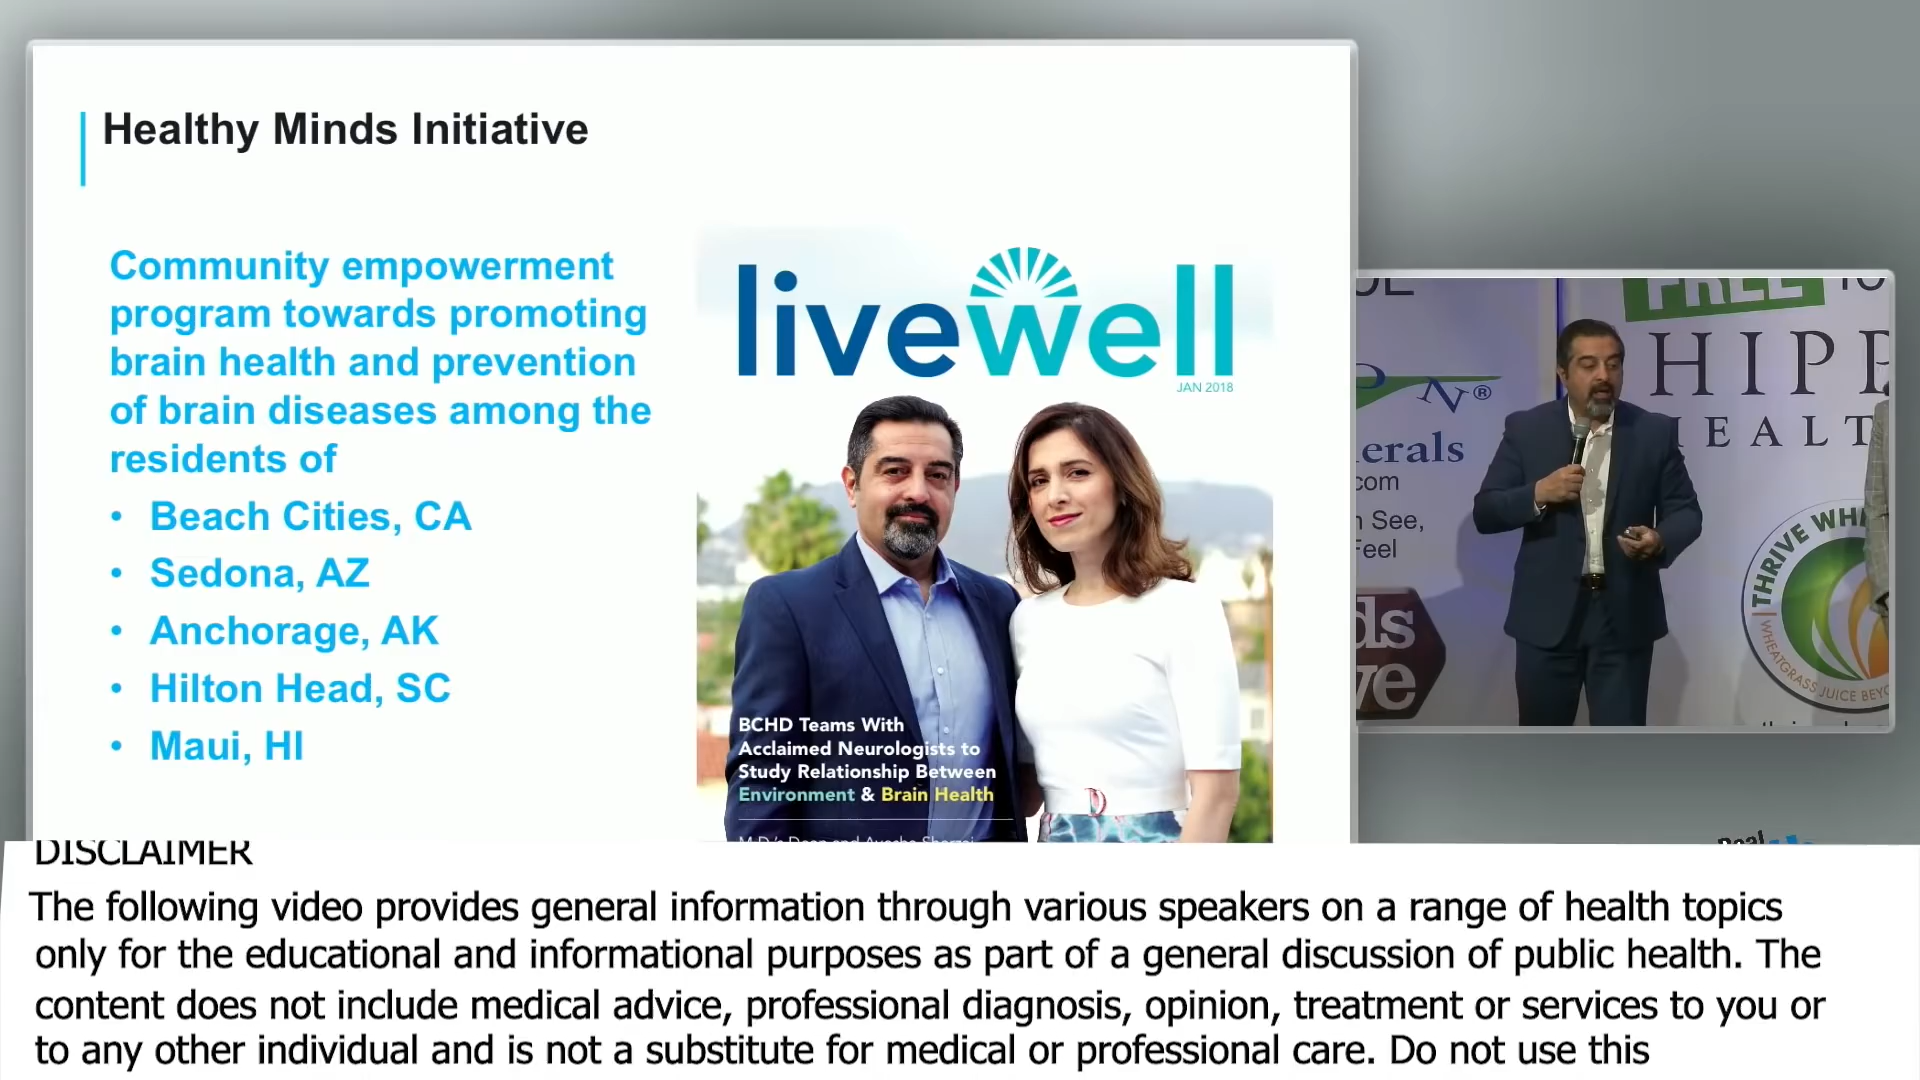 Healthy Minds Initiative
Community empowerment
program towards promoting
brain health and prevention
of brain diseases among the
residents of
• Beach Cities, CA
• Sedona, AZ
• Anchorage, AK
• Hilton Head, SC
• Maui, HI
livewell
JAN 2018
BCHD Teams With
Acclaimed Neurologists to
Study Relationship Between
Environment & Brain Health
FREE
HIPP
HEALT
N®
erals
com
n See,
Feel
ds
ve
THRIVE WH
WHEATGRASS JUICE BEYO
Real
DISCLAIMER
The following video provides general information through various speakers on a range of health topics
only for the educational and informational purposes as part of a general discussion of public health. The
content does not include medical advice, professional diagnosis, opinion, treatment or services to you or
to any other individual and is not a substitute for medical or professional care. Do not use this